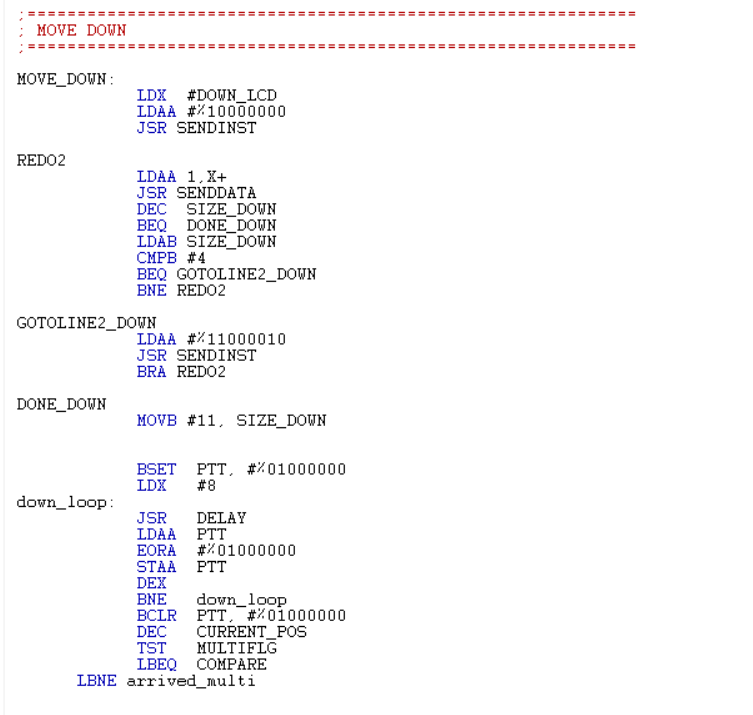 ;=============================================================
; MOVE DOWN
;=============================================================
MOVE_DOWN:
LDX #DOWN_LCD
LDAA #%10000000
JSR SENDINST
REDO2
LDAA 1,X+
JSR SENDDATA
DEC SIZE_DOWN
BEQ DONE_DOWN
LDAB SIZE_DOWN
CMPB #4
BEQ GOTOLINE2_DOWN
BNE REDO2
GOTOLINE2_DOWN
LDAA #%11000010
JSR SENDINST
BRA REDO2
DONE_DOWN
MOVB #11, SIZE_DOWN
BSET PTT, #%01000000
LDX #8
down_loop:
JSR DELAY
LDAA PTT
EORA #%01000000
STAA PTT
DEX
BNE down_loop
BCLR PTT, #%01000000
DEC CURRENT_POS
TST MULTIFLG
LBEQ COMPARE
LBNE arrived_multi